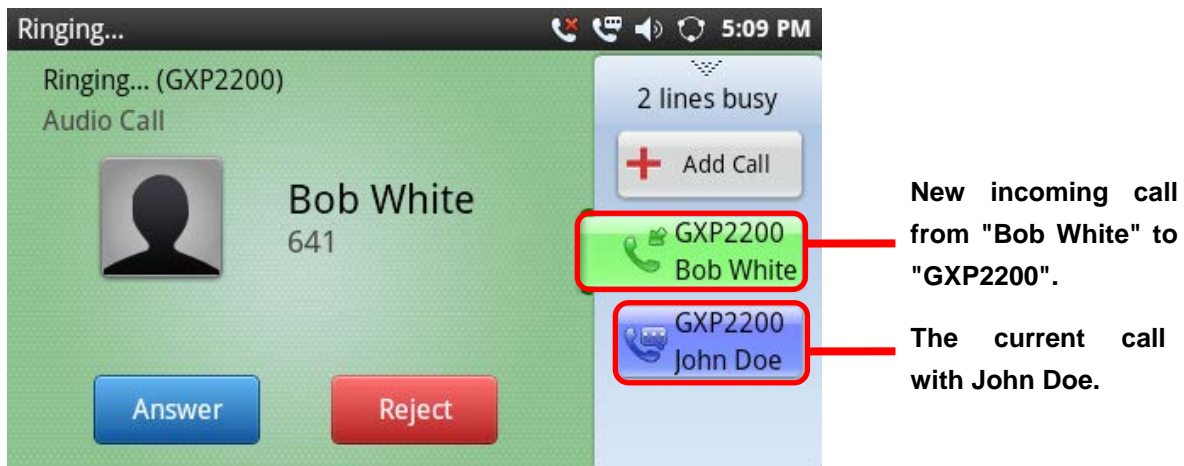 Ringing...
5:09 PM
Ringing... (GXP2200)
Audio Call
Bob White
641
Answer
Reject
2 lines busy
Add Call
GXP2200
Bob White
GXP2200
John Doe
New incoming call
from "Bob White" to
"GXP2200".
The current call
with John Doe.